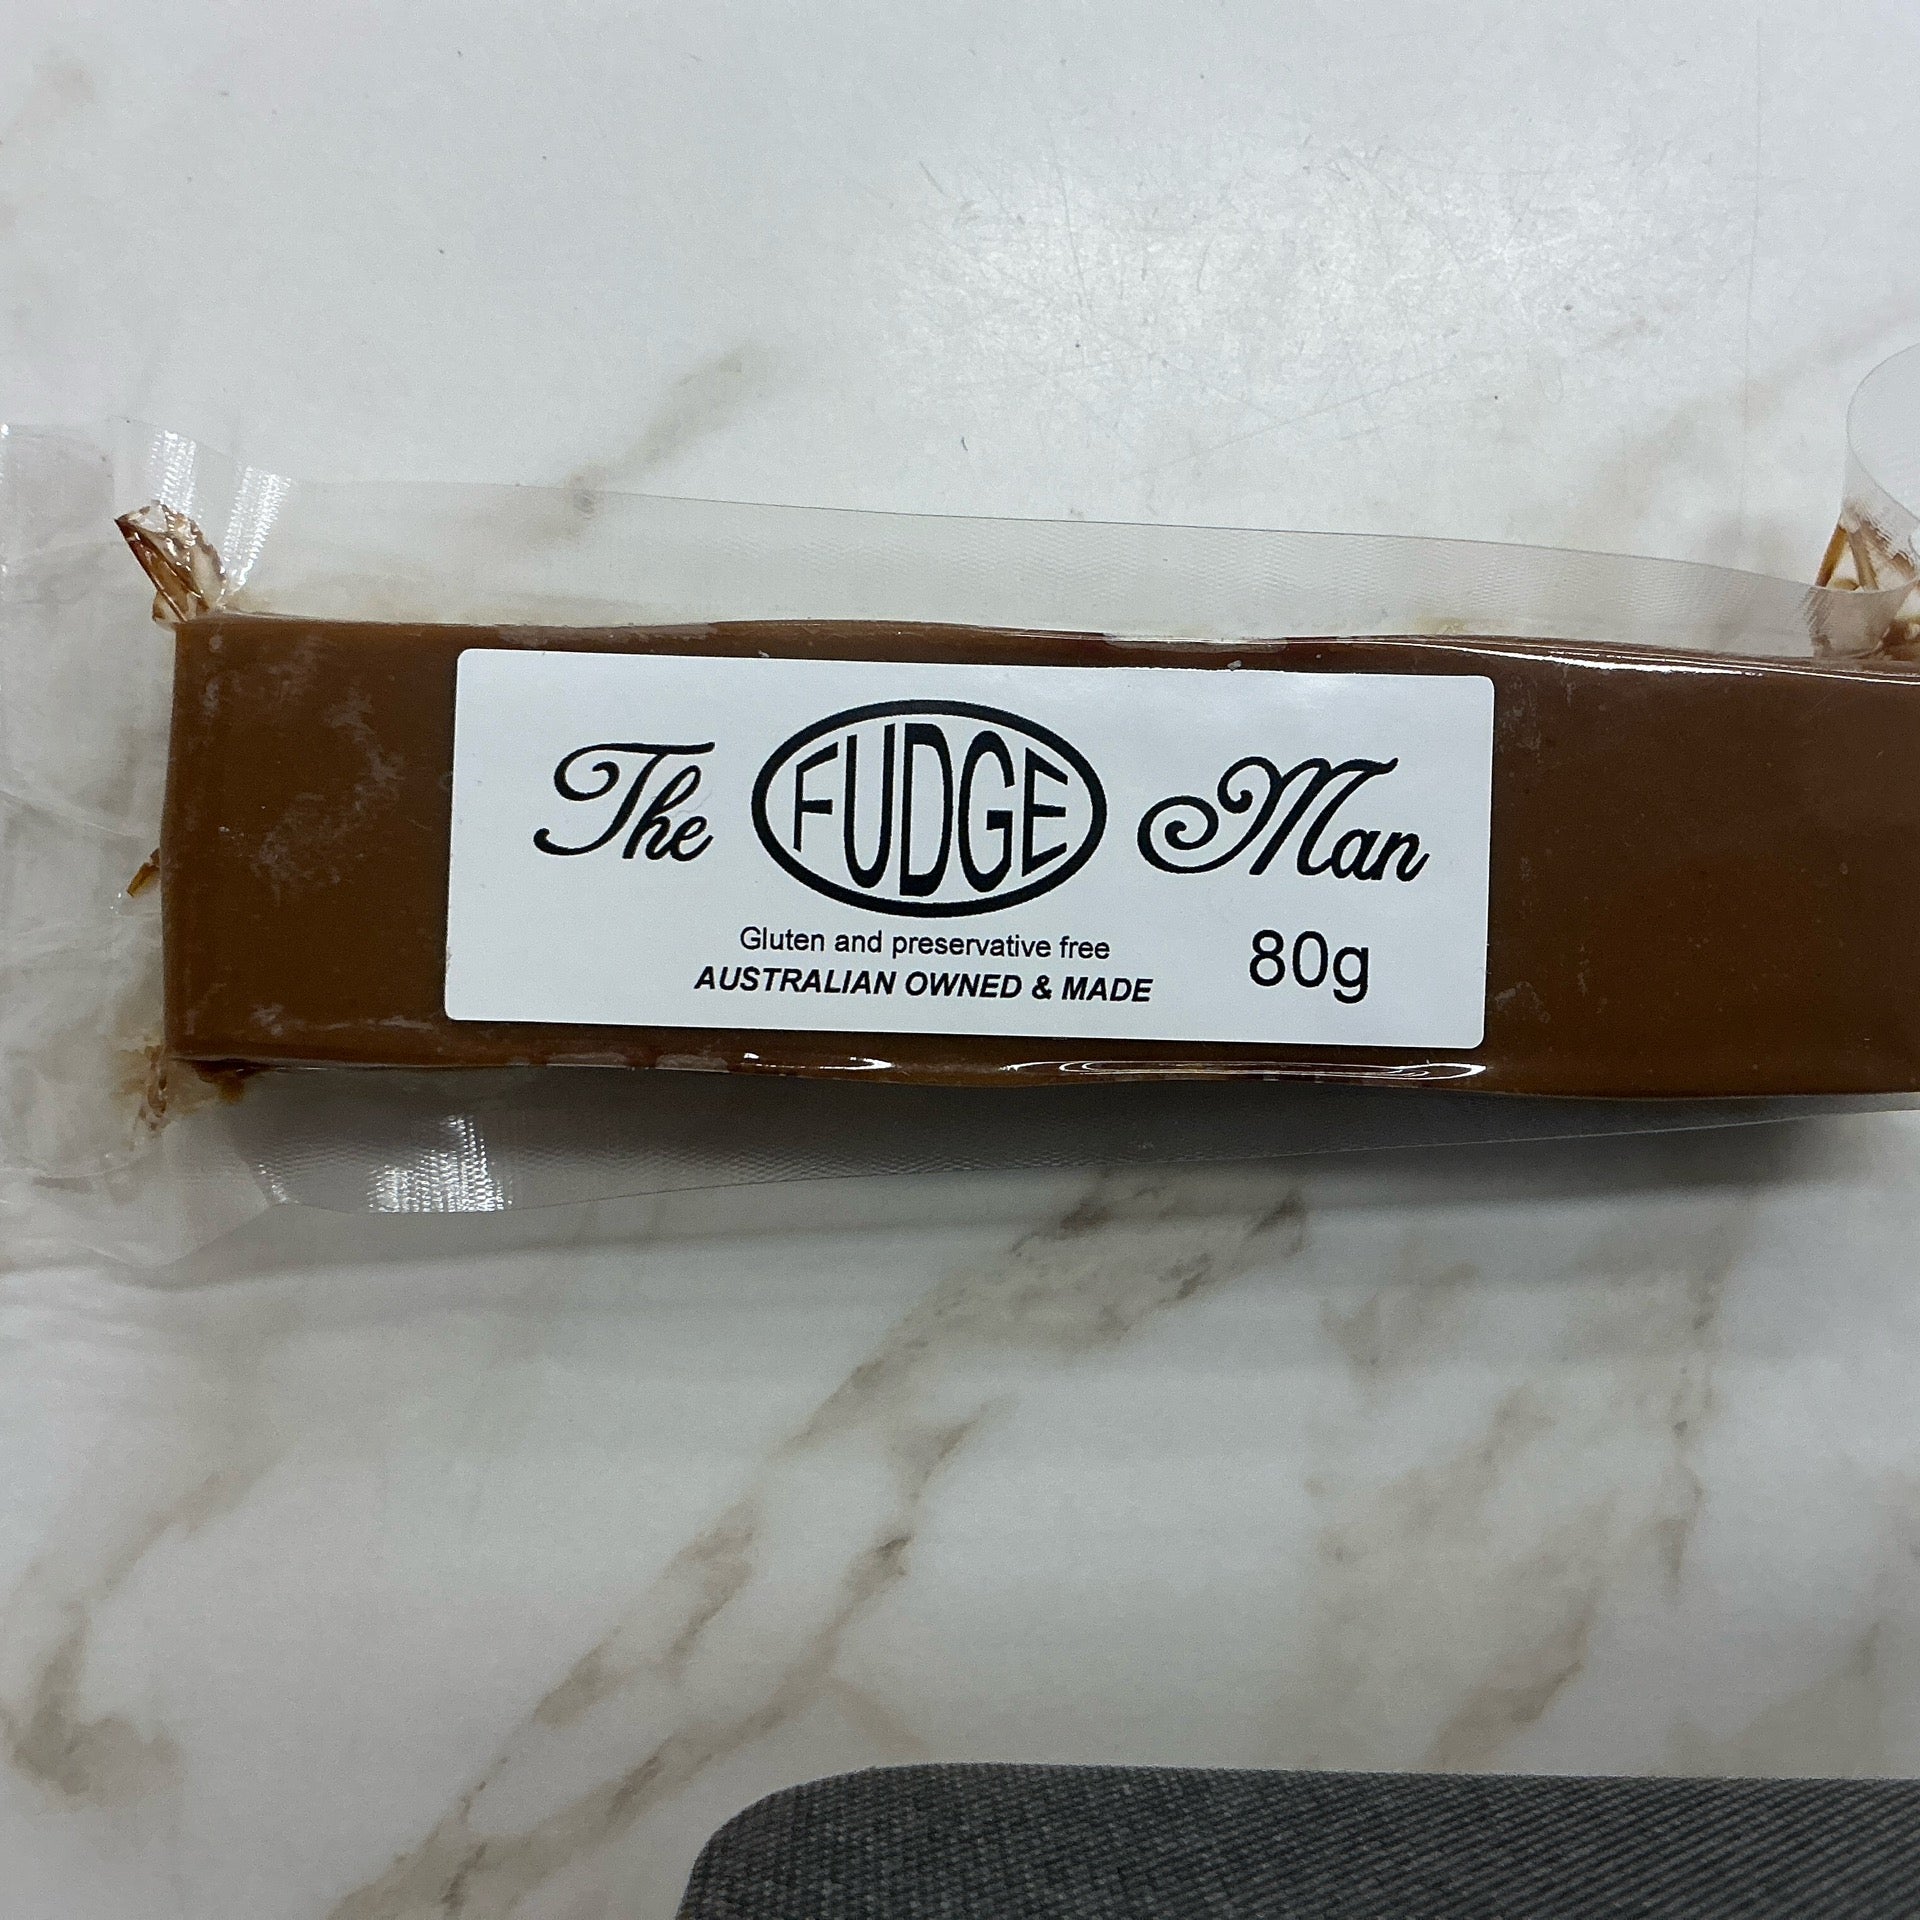 The FUDGE Man
Gluten and preservative free
AUSTRALIAN OWNED & MADE
80g